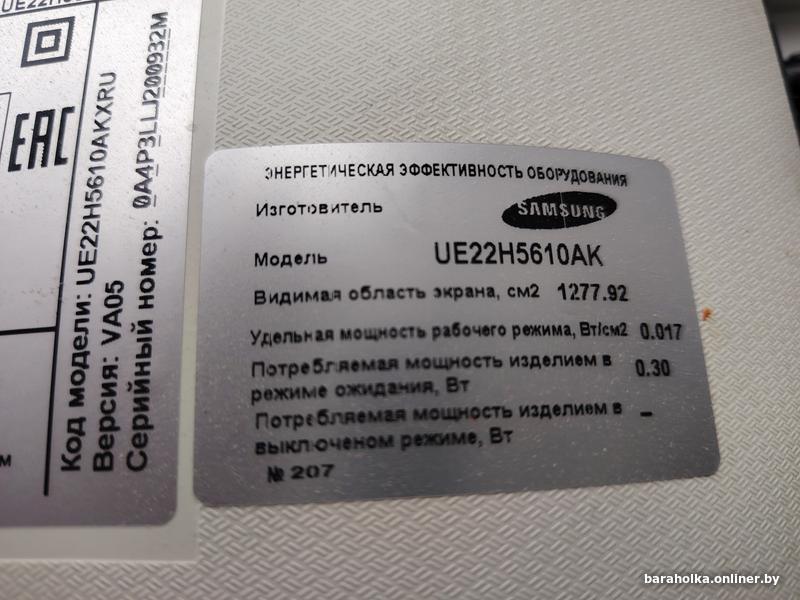 EAC
Код модели: UE22H5610AKXRU
Версия: VA05
Серийный номер: 0A4P3LLJ200932M
ЭНЕРГЕТИЧЕСКАЯ ЭФФЕКТИВНОСТЬ ОБОРУДОВАНИЯ
Изготовитель SAMSUNG
Модель UE22H5610AK
Видимая область экрана, см2 1277.92
Удельная мощность рабочего режима, Вт/см2 0.017
Потребляемая мощность изделием в 0.30
режиме ожидания, Вт
Потребляемая мощность изделием в –
выключеном режиме, Вт
№ 207
baraholka.onliner.by